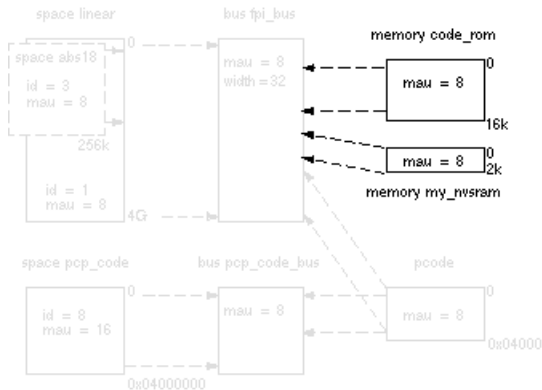 space linear
bus fpi_bus
memory code_rom
0
space abs18
id = 3
mau = 8
256k
id = 1
mau = 8
4G
mau = 8
width = 32
0
mau = 8
16k
0
mau = 8
2k
memory my_nvsram
space pcp_code
bus pcp_code_bus
pcode
0
id = 8
mau = 16
0x04000000
mau = 8
0
mau = 8
0x04000